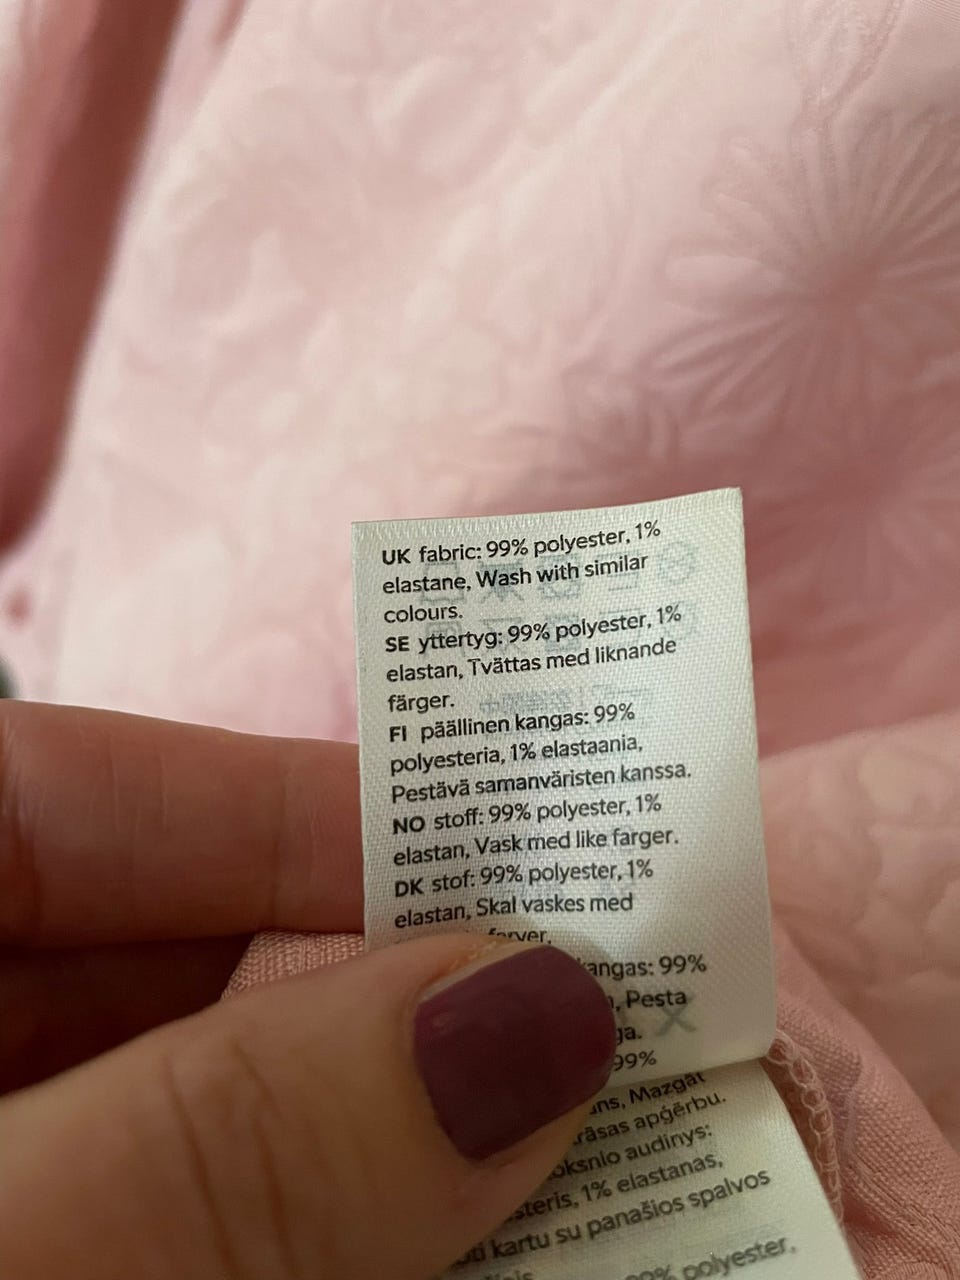 UK fabric: 99% polyester, 1%
elastane, Wash with similar
colours.
SE yttertyg: 99% polyester, 1%
elastan, Tvättas med liknande
färger.
FI päällinen kangas: 99%
polyesteria, 1% elastaania,
Pestävä samanväristen kanssa.
NO stoff: 99% polyester, 1%
elastan, Vask med like farger.
DK stof: 99% polyester, 1%
elastan, Skal vaskes med
farver.
kangas: 99%
Pesta
99%
Mazgāt
apģērbu.
audinys:
1% elastanas,
kartu su panašios spalvos
polyester,